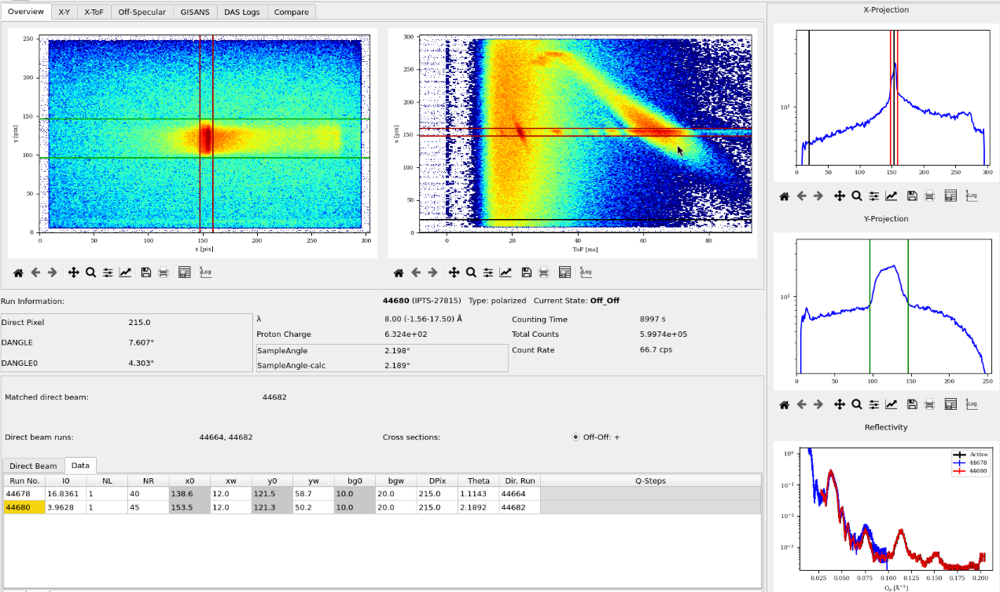 Overview X-Y X-ToF Off-Specular GISANS DAS Logs Compare
X-Projection
y [pix]
250
200
150
100
50
0
0 50 100 150 200 250 300
x [pix]
x [pix]
300
250
200
150
100
50
0
0 20 40 60 80
ToF [ms]
10¹
0 50 100 150 200 250 300
Log
Y-Projection
10¹
0 50 100 150 200 250
Log
Log Log
Run Information:
44680 (IPTS-27815) Type: polarized Current State: Off_Off
Direct Pixel 215.0
DANGLE 7.607°
DANGLE0 4.303°
λ 8.00 (-1.56-17.50) Å
Proton Charge 6.324e+02
SampleAngle 2.198°
SampleAngle-calc 2.189°
Counting Time 8997 s
Total Counts 5.9974e+05
Count Rate 66.7 cps
Matched direct beam: 44682
Direct beam runs: 44664, 44682 Cross sections: Off-Off: +
Reflectivity
10⁰
10⁻¹
10⁻²
10⁻³
Active
44678
44680
0.025 0.050 0.075 0.100 0.125 0.150 0.175 0.200
Q_z [Å⁻¹]
Direct Beam Data
Run No. I0 NL NR x0 xw y0 yw bg0 bgw DPix Theta Dir. Run Q-Steps
44678 16.8361 1 40 138.6 12.0 121.5 58.7 10.0 20.0 215.0 1.1143 44664
44680 3.9628 1 45 153.5 12.0 121.3 50.2 10.0 20.0 215.0 2.1892 44682